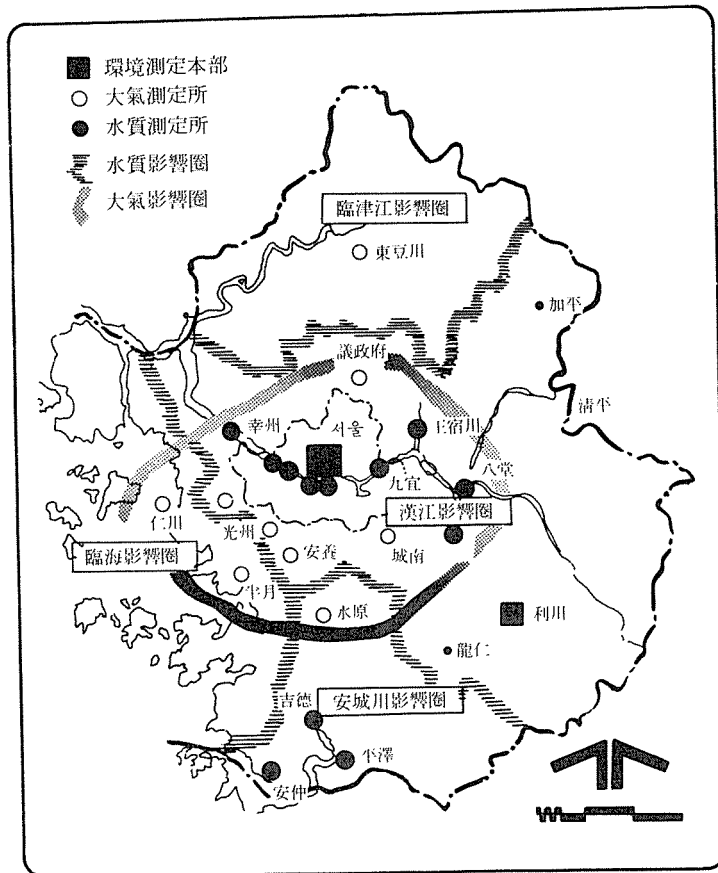 環境測定本部
大氣測定所
水質測定所
水質影響圈
大氣影響圈
臨津江影響圈
東豆川
加平
議政府
淸平
幸州
서울
王宿川
九宜
八堂
仁川
光州
漢江影響圈
臨海影響圈
安養
城南
半月
水原
利川
龍仁
吉德
安城川影響圈
平澤
安仲